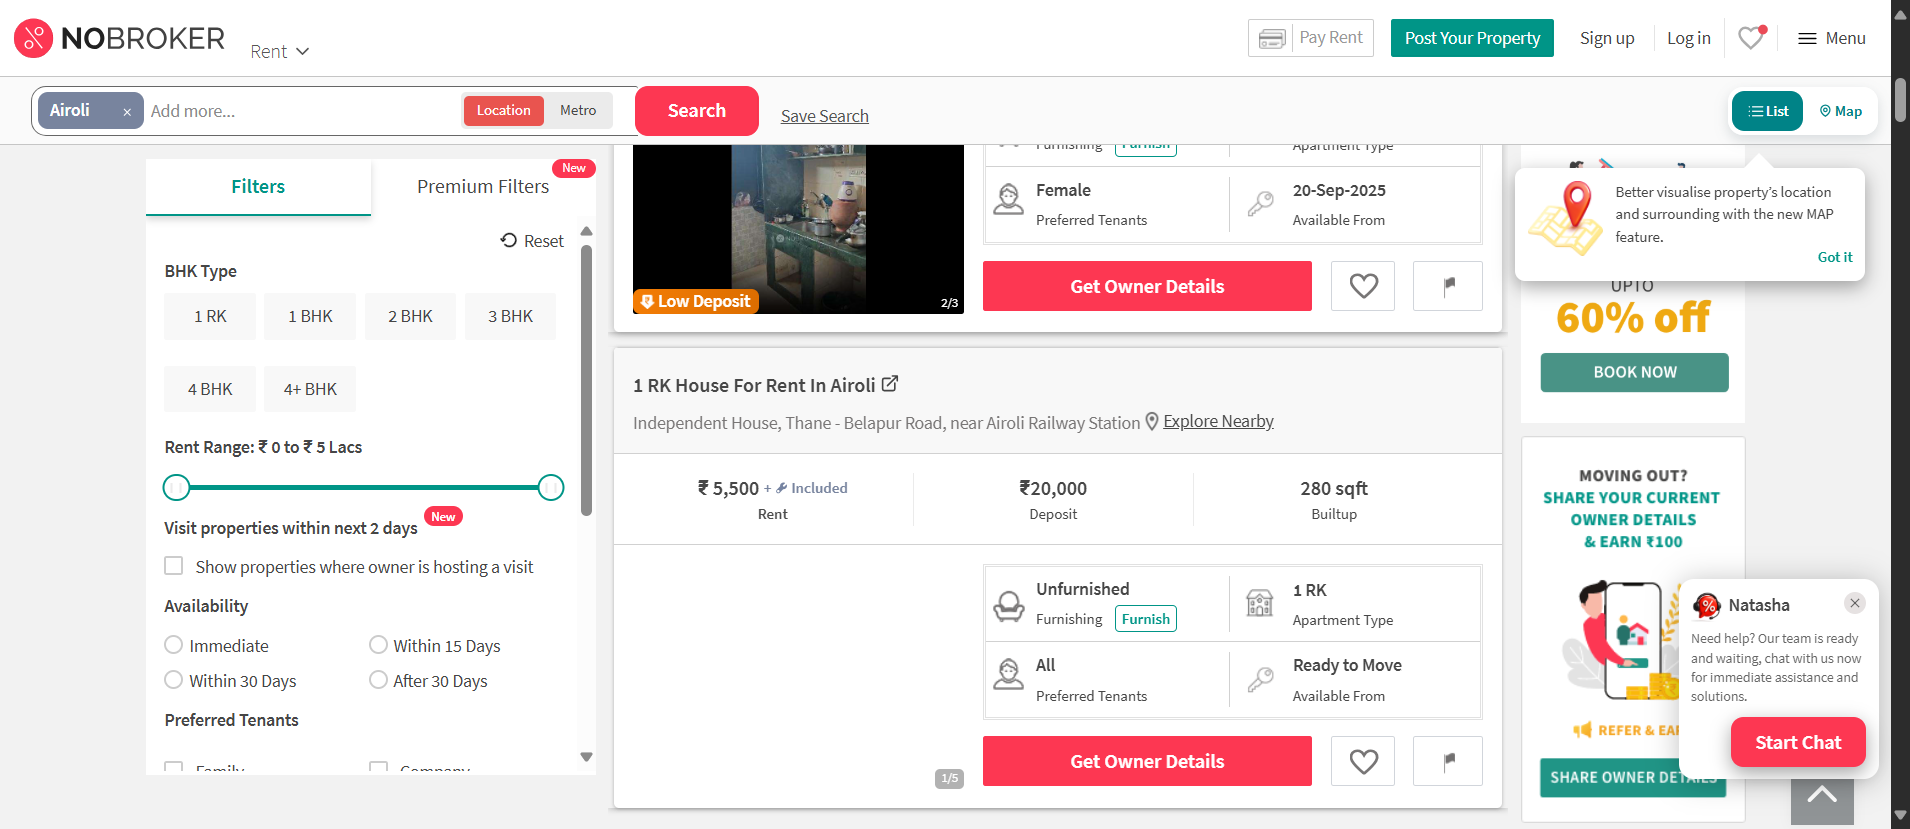 NOBROKER
Rent
Pay Rent
Post Your Property
Sign up
Log in
Menu
Airoli ×
Add more...
Location
Metro
Search
Save Search
List
Map
Filters
Premium Filters
New
Reset
BHK Type
1 RK
1 BHK
2 BHK
3 BHK
4 BHK
4+ BHK
Rent Range: ₹ 0 to ₹ 5 Lacs
Visit properties within next 2 days
New
Show properties where owner is hosting a visit
Availability
Immediate
Within 15 Days
Within 30 Days
After 30 Days
Preferred Tenants
Family
Company
Furnishing
Furnish
Apartment Type
Female
Preferred Tenants
20-Sep-2025
Available From
Low Deposit
2/3
Get Owner Details
1 RK House For Rent In Airoli
Independent House, Thane - Belapur Road, near Airoli Railway Station
Explore Nearby
₹ 5,500 + Included
Rent
₹20,000
Deposit
280 sqft
Builtup
Unfurnished
Furnishing
Furnish
1 RK
Apartment Type
All
Preferred Tenants
Ready to Move
Available From
1/5
Get Owner Details
Better visualise property's location
and surrounding with the new MAP
feature.
Got it
UPTO
60% off
BOOK NOW
MOVING OUT?
SHARE YOUR CURRENT
OWNER DETAILS
& EARN ₹100
REFER & EAR
SHARE OWNER DETAILS
Natasha
Need help? Our team is ready
and waiting, chat with us now
for immediate assistance and
solutions.
Start Chat